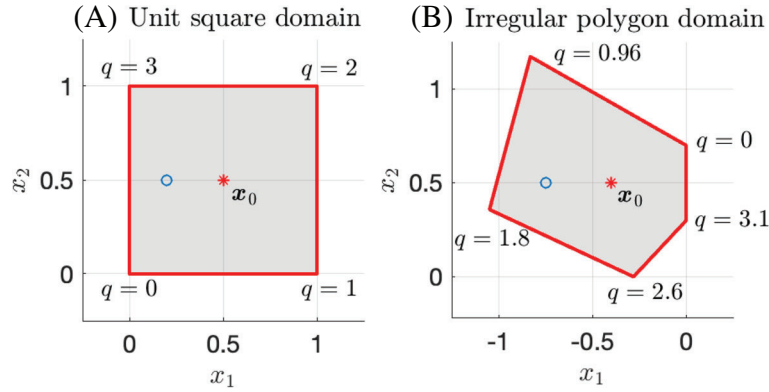 (A) Unit square domain
q = 3
q = 2
1
x₂
0.5
x₀
0
q = 0
q = 1
0
0.5
1
x₁
(B) Irregular polygon domain
q = 0.96
1
q = 0
x₂
0.5
x₀
q = 3.1
q = 1.8
0
q = 2.6
-1
-0.5
0
x₁